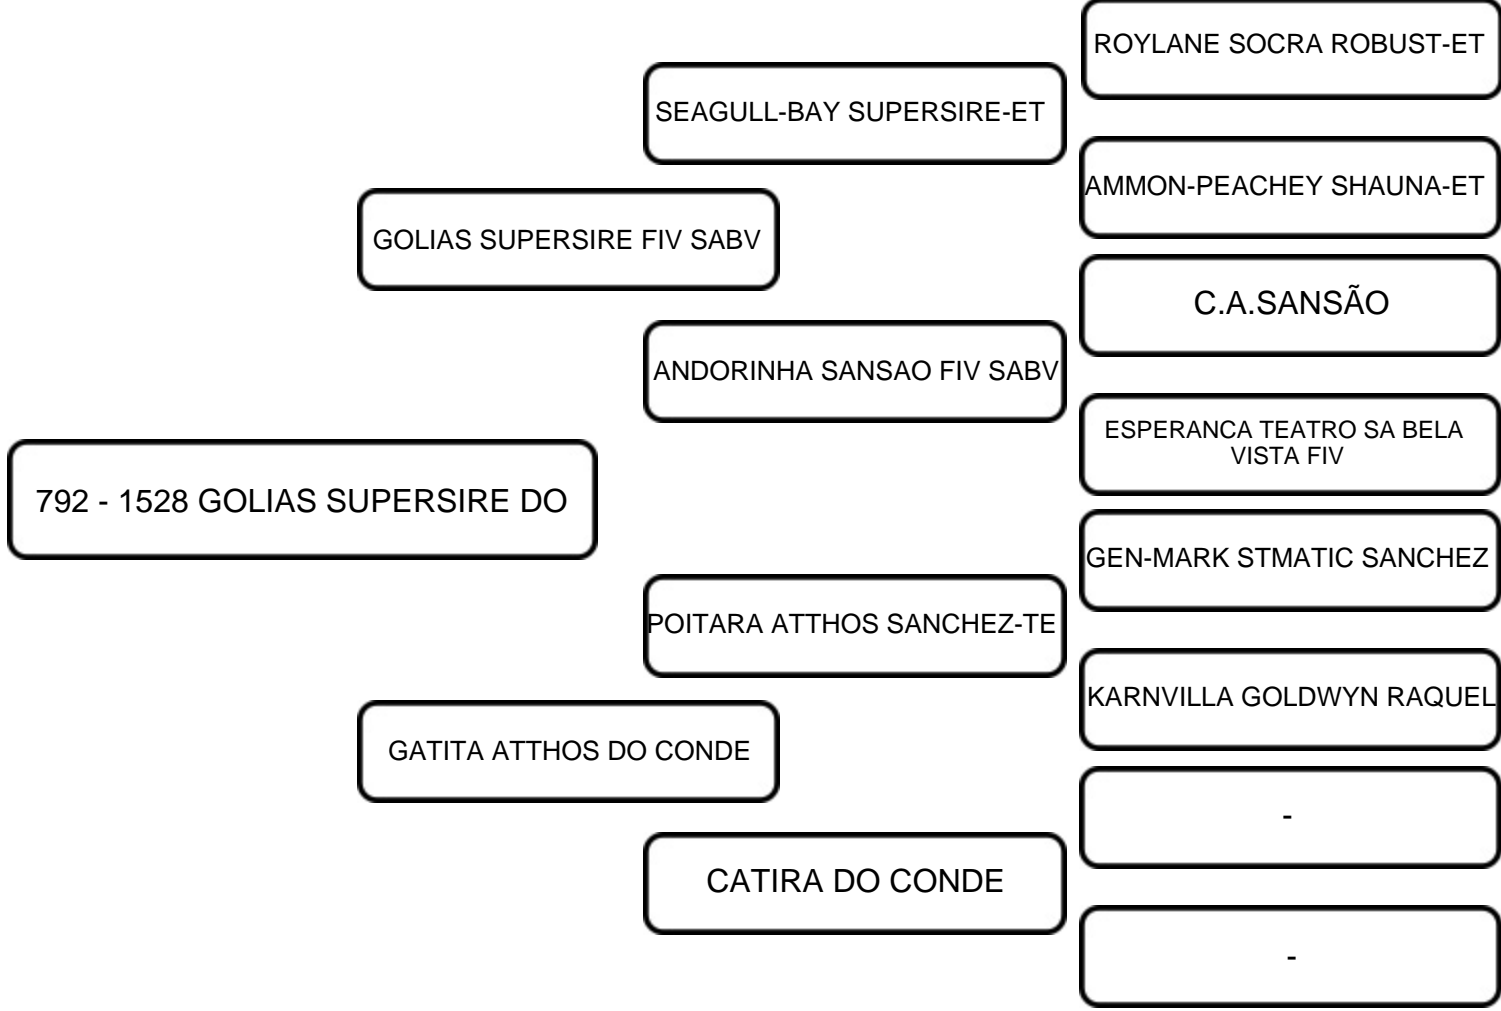 ROYLANE SOCRA ROBUST-ET
SEAGULL-BAY SUPERSIRE-ET
AMMON-PEACHEY SHAUNA-ET
GOLIAS SUPERSIRE FIV SABV
C.A.SANSÃO
ANDORINHA SANSAO FIV SABV
ESPERANCA TEATRO SA BELA
VISTA FIV
792 - 1528 GOLIAS SUPERSIRE DO
GEN-MARK STMATIC SANCHEZ
POITARA ATTHOS SANCHEZ-TE
KARNVILLA GOLDWYN RAQUEL
GATITA ATTHOS DO CONDE
-
CATIRA DO CONDE
-